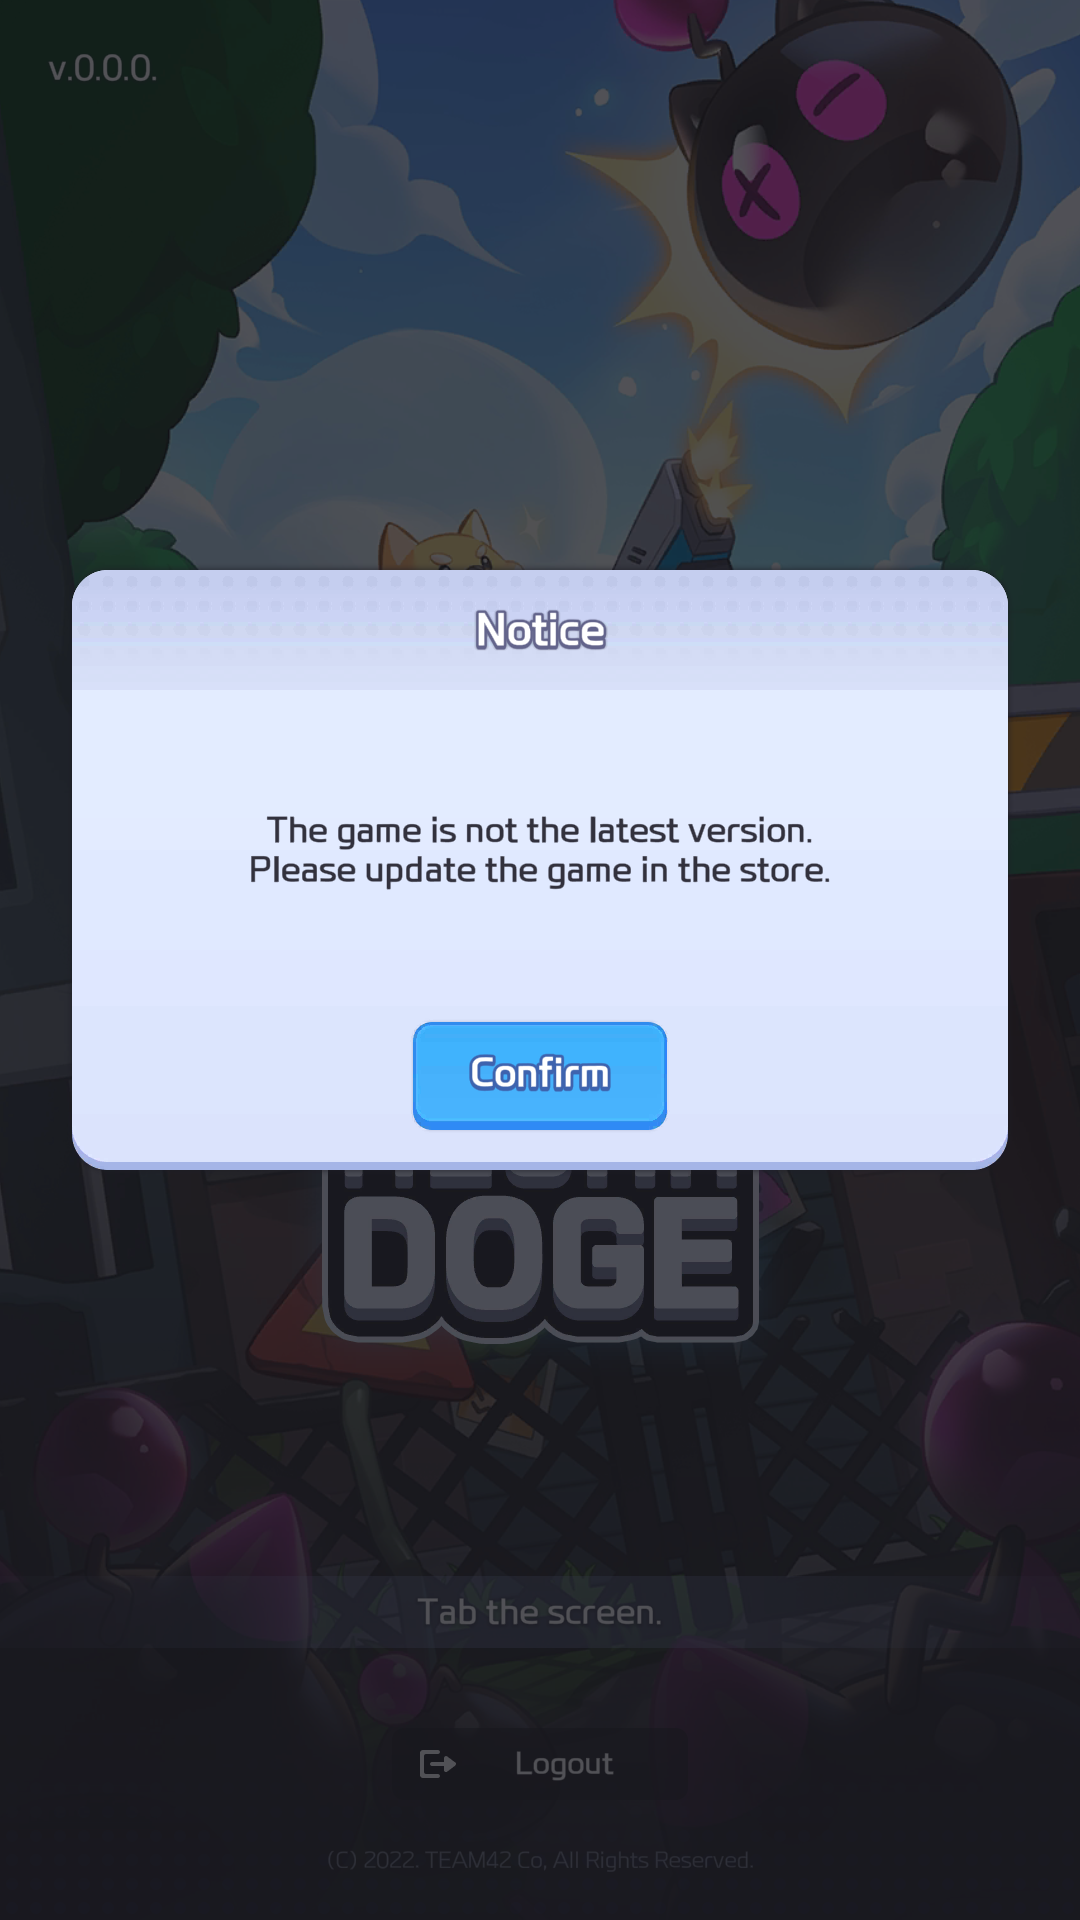 v.0.0.0.
Notice
The game is not the latest version.
Please update the game in the store.
Confirm
DOGE
Tab the screen.
Logout
(C) 2022. TEAM42 Co, All Rights Reserved.